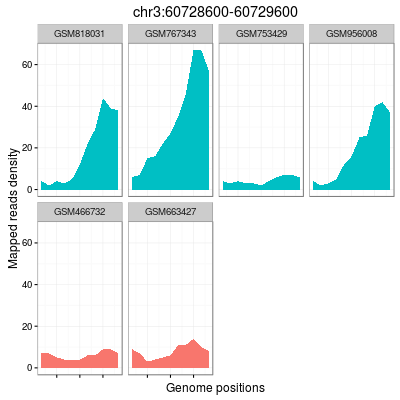 chr3:60728600-60729600
GSM818031 GSM767343 GSM753429 GSM956008
60
40
20
0
GSM466732 GSM663427
60
40
20
0
Mapped reads density
Genome positions